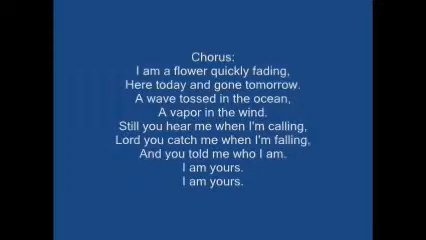 Chorus:
I am a flower quickly fading,
Here today and gone tomorrow.
A wave tossed in the ocean,
A vapor in the wind.
Still you hear me when I'm calling,
Lord you catch me when I'm falling,
And you told me who I am.
I am yours.
I am yours.